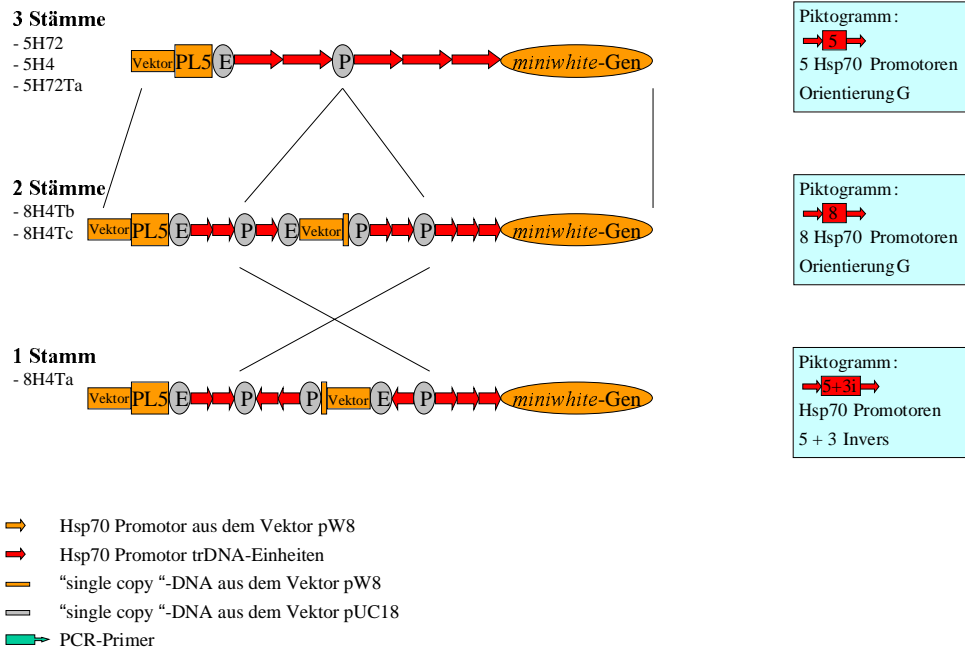 3 Stämme
- 5H72
- 5H4
- 5H72Ta
Vektor PL5 E P miniwhite-Gen
Piktogramm:
5
5 Hsp70 Promotoren
Orientierung G
2 Stämme
- 8H4Tb
- 8H4Tc
Vektor PL5 E P E Vektor P P miniwhite-Gen
Piktogramm:
8
8 Hsp70 Promotoren
Orientierung G
1 Stamm
- 8H4Ta
Vektor PL5 E P P Vektor E P miniwhite-Gen
Piktogramm:
5+3i
Hsp70 Promotoren
5 + 3 Invers
Hsp70 Promotor aus dem Vektor pW8
Hsp70 Promotor trDNA-Einheiten
“single copy “-DNA aus dem Vektor pW8
“single copy “-DNA aus dem Vektor pUC18
PCR-Primer